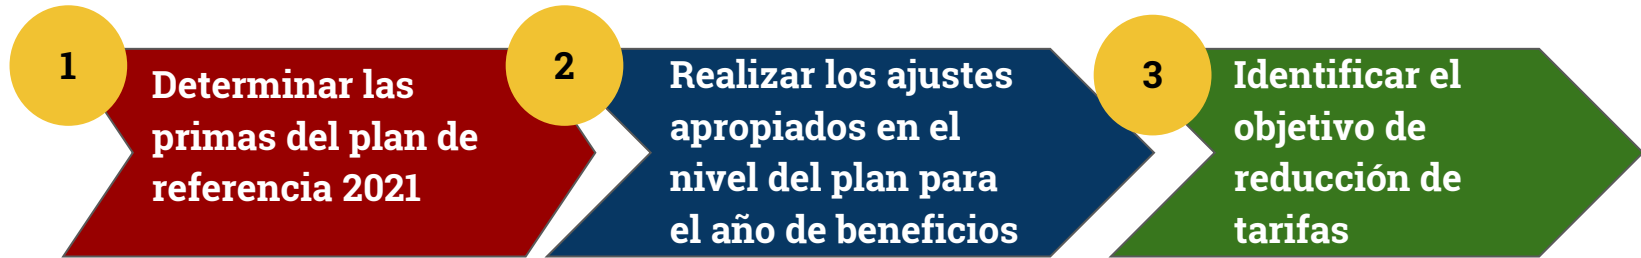 1
Determinar las
primas del plan de
referencia 2021
2
Realizar los ajustes
apropiados en el
nivel del plan para
el año de beneficios
3
Identificar el
objetivo de
reducción de
tarifas